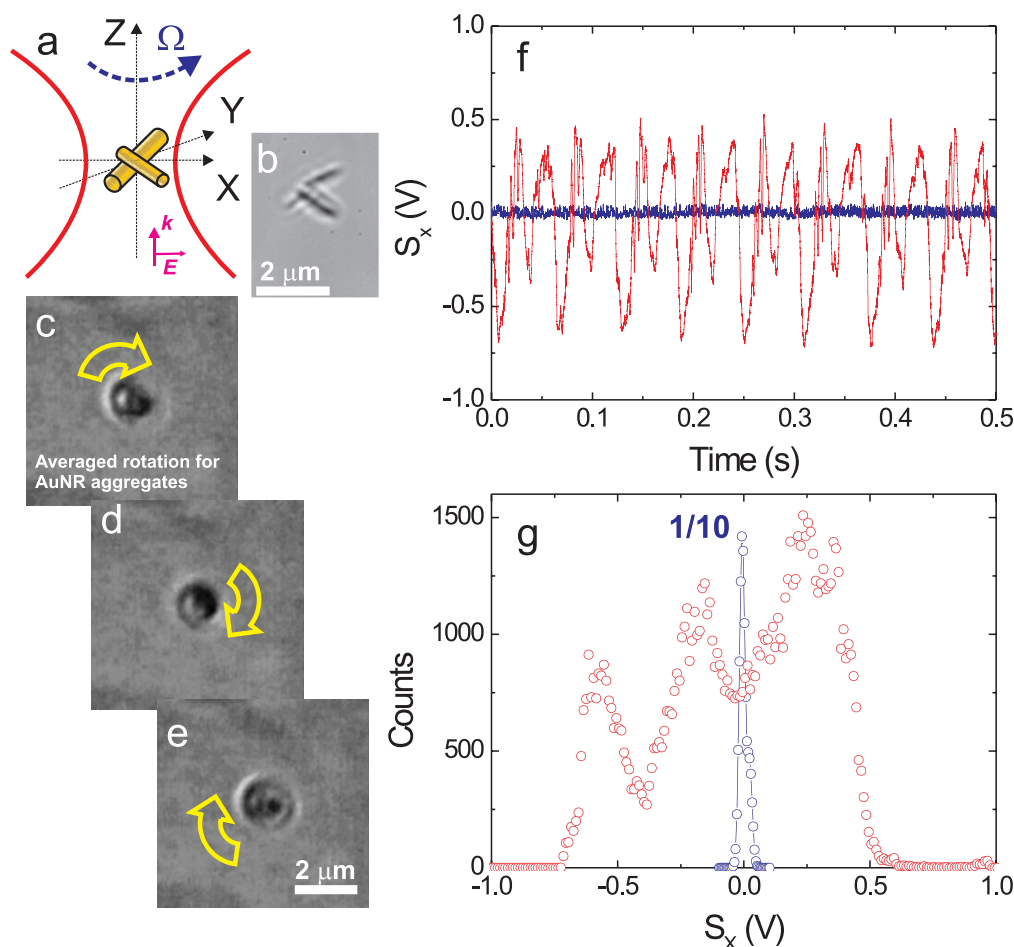 a
Z
Ω
Y
X
k
E
b
2 μm
c
Averaged rotation for
AuNR aggregates
d
e
2 μm
f
1.0
0.5
0.0
-0.5
-1.0
S_x (V)
0.0 0.1 0.2 0.3 0.4 0.5
Time (s)
g
1/10
1500
1000
500
0
Counts
-1.0 -0.5 0.0 0.5 1.0
S_X (V)